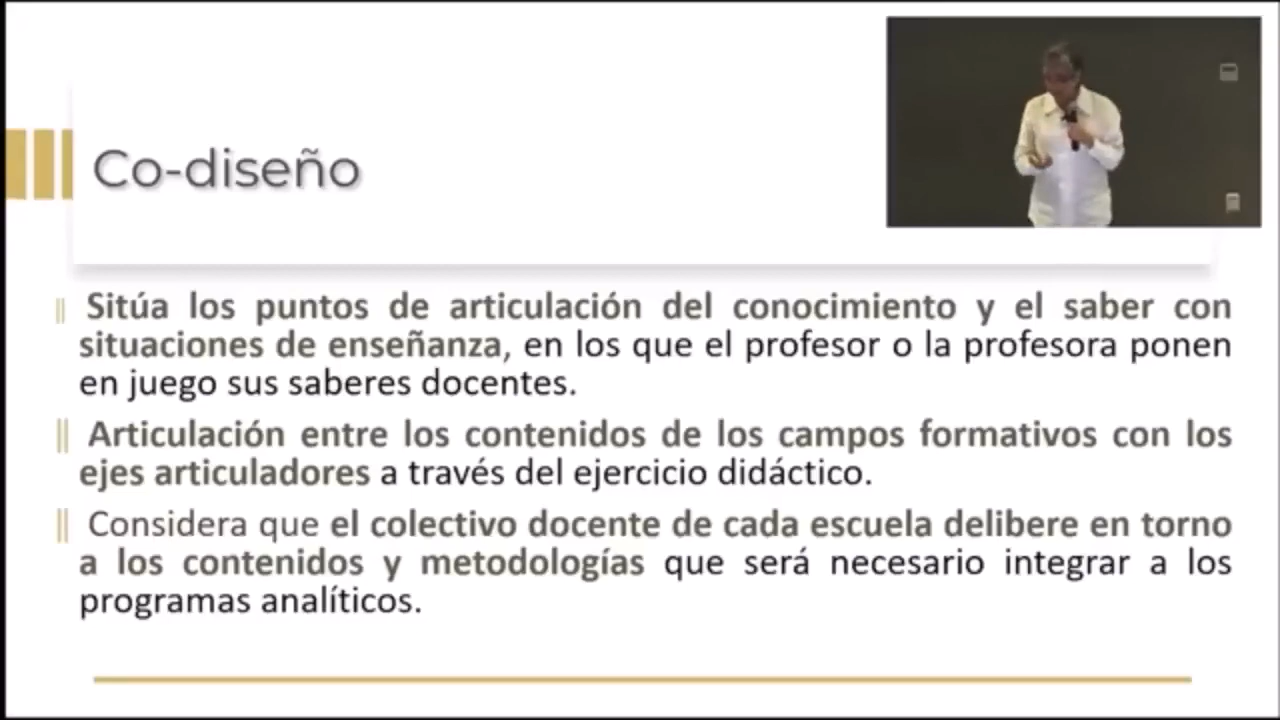 Co-diseño
Sitúa los puntos de articulación del conocimiento y el saber con
situaciones de enseñanza, en los que el profesor o la profesora ponen
en juego sus saberes docentes.
Articulación entre los contenidos de los campos formativos con los
ejes articuladores a través del ejercicio didáctico.
Considera que el colectivo docente de cada escuela delibere en torno
a los contenidos y metodologías que será necesario integrar a los
programas analíticos.